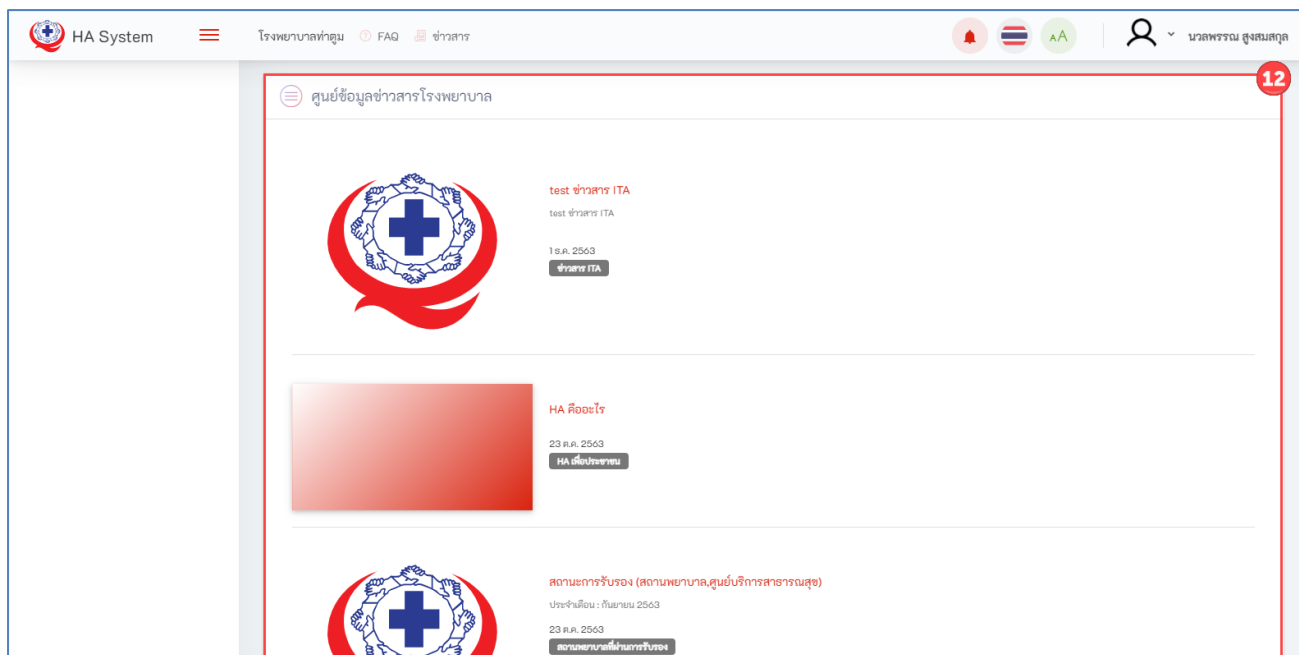 HA System
โรงพยาบาลท่าตูม FAQ ข่าวสาร
AA
นวลพรรณ สูงสมสกุล
12
ศูนย์ข้อมูลข่าวสารโรงพยาบาล
test ข่าวสาร ITA
test ข่าวสาร ITA
1 ธ.ค. 2563
ข่าวสาร ITA
HA คืออะไร
23 ต.ค. 2563
HA เพื่อประชาชน
สถานะการรับรอง (สถานพยาบาล,ศูนย์บริการสาธารณสุข)
ประจำเดือน : กันยายน 2563
23 ต.ค. 2563
สถานพยาบาลที่ผ่านการรับรอง